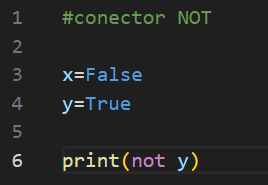 1 #conector NOT
2
3 x=False
4 y=True
5
6 print(not y)